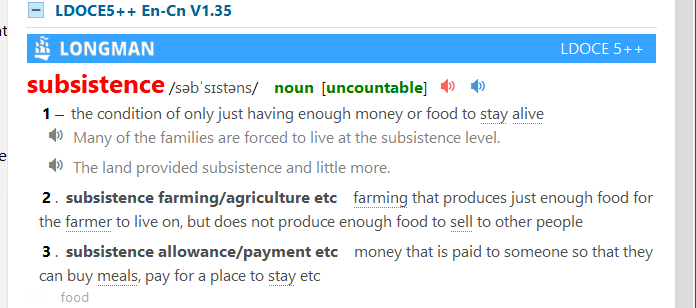 LDOCE5++ En-Cn V1.35
LONGMAN LDOCE 5++
subsistence /səbˈsɪstəns/ noun [uncountable]
1 – the condition of only just having enough money or food to stay alive
Many of the families are forced to live at the subsistence level.
The land provided subsistence and little more.
2 . subsistence farming/agriculture etc farming that produces just enough food for
the farmer to live on, but does not produce enough food to sell to other people
3 . subsistence allowance/payment etc money that is paid to someone so that they
can buy meals, pay for a place to stay etc
food